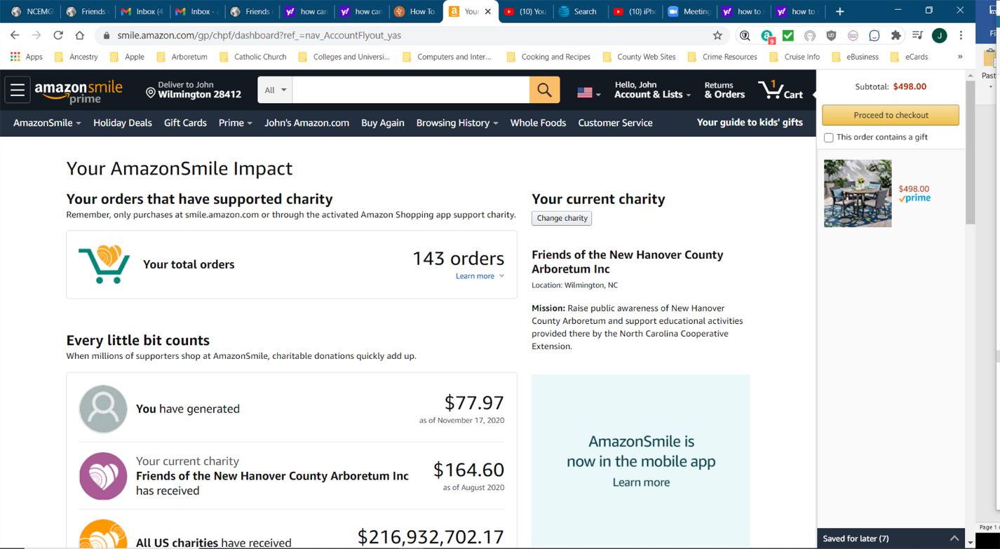 NCEMG
Friends
Inbox (4
Inbox -
Friends
how can
how can
How To
Your
(10) You
Search
(10) iPh
Meeting
how to
how to
smile.amazon.com/gp/chpf/dashboard?ref_=nav_AccountFlyout_yas
9
J
Fi
Apps
Ancestry
Apple
Arboretum
Catholic Church
Colleges and Universi...
Computers and Inter...
Cooking and Recipes
County Web Sites
Crime Resources
Cruise Info
eBusiness
eCards
»
Past
amazonsmile
prime
Deliver to John
Wilmington 28412
All
Hello, John
Account & Lists
Returns
& Orders
1
Cart
AmazonSmile
Holiday Deals
Gift Cards
Prime
John's Amazon.com
Buy Again
Browsing History
Whole Foods
Customer Service
Your guide to kids' gifts
Subtotal: $498.00
Proceed to checkout
This order contains a gift
$498.00
prime
Your AmazonSmile Impact
Your orders that have supported charity
Remember, only purchases at smile.amazon.com or through the activated Amazon Shopping app support charity.
Your total orders
143 orders
Learn more
Every little bit counts
When millions of supporters shop at AmazonSmile, charitable donations quickly add up.
You have generated
$77.97
as of November 17, 2020
Your current charity
Friends of the New Hanover County Arboretum Inc
has received
$164.60
as of August 2020
All US charities have received
$216,932,702.17
Your current charity
Change charity
Friends of the New Hanover County
Arboretum Inc
Location: Wilmington, NC
Mission: Raise public awareness of New Hanover
County Arboretum and support educational activities
provided there by the North Carolina Cooperative
Extension.
AmazonSmile is
now in the mobile app
Learn more
Saved for later (7)
Page 1